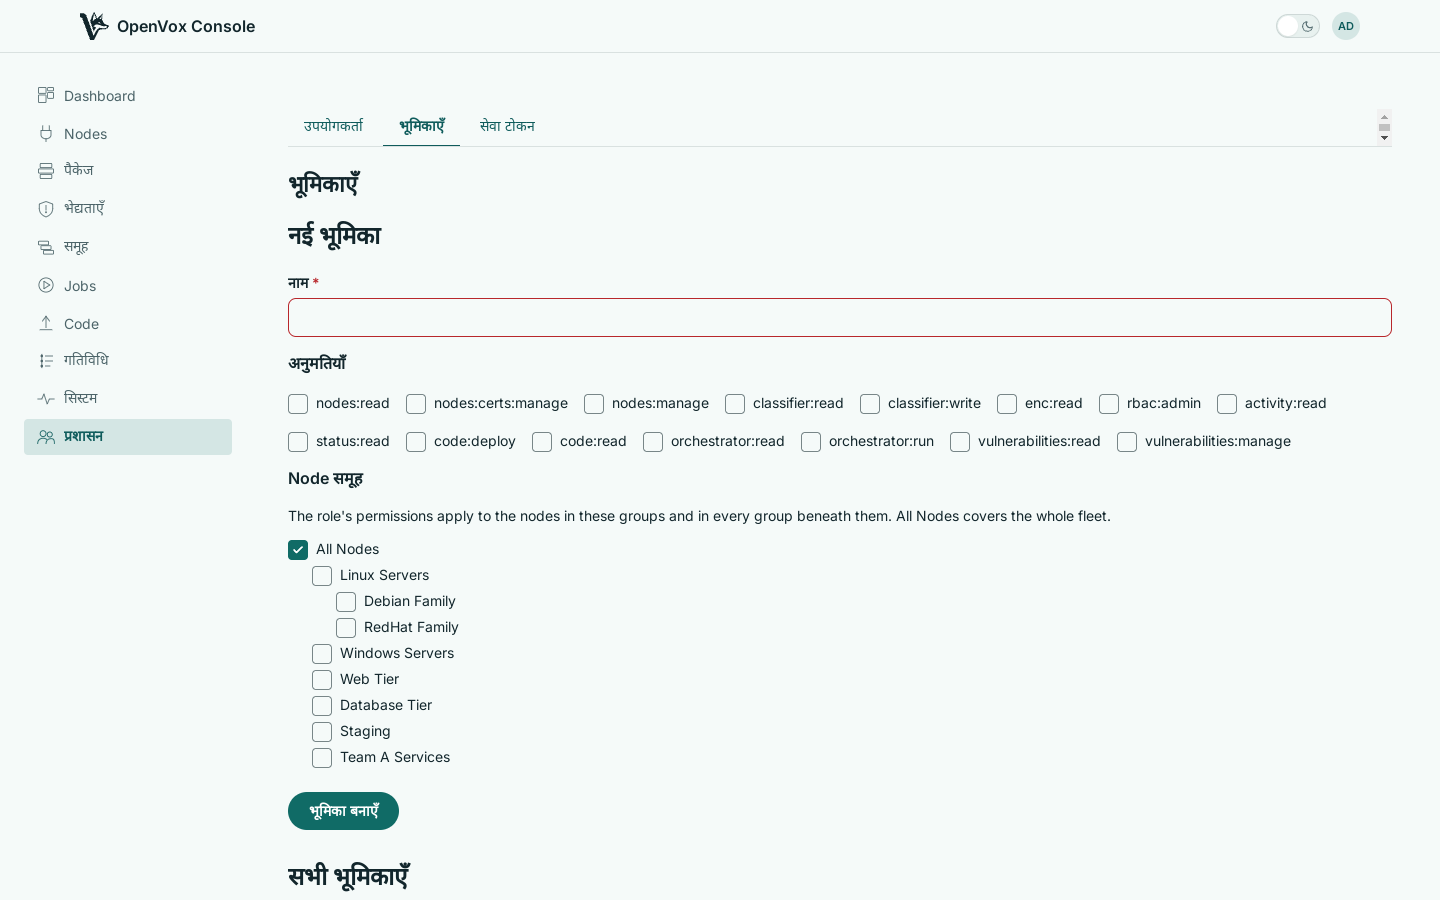 OpenVox Console
AD
Dashboard
Nodes
पैकेज
भेद्यताएँ
समूह
Jobs
Code
गतिविधि
सिस्टम
प्रशासन
उपयोगकर्ता भूमिकाएँ सेवा टोकन
भूमिकाएँ
नई भूमिका
नाम *
अनुमतियाँ
nodes:read nodes:certs:manage nodes:manage classifier:read classifier:write enc:read rbac:admin activity:read
status:read code:deploy code:read orchestrator:read orchestrator:run vulnerabilities:read vulnerabilities:manage
Node समूह
The role's permissions apply to the nodes in these groups and in every group beneath them. All Nodes covers the whole fleet.
All Nodes
Linux Servers
Debian Family
RedHat Family
Windows Servers
Web Tier
Database Tier
Staging
Team A Services
भूमिका बनाएँ
सभी भूमिकाएँ